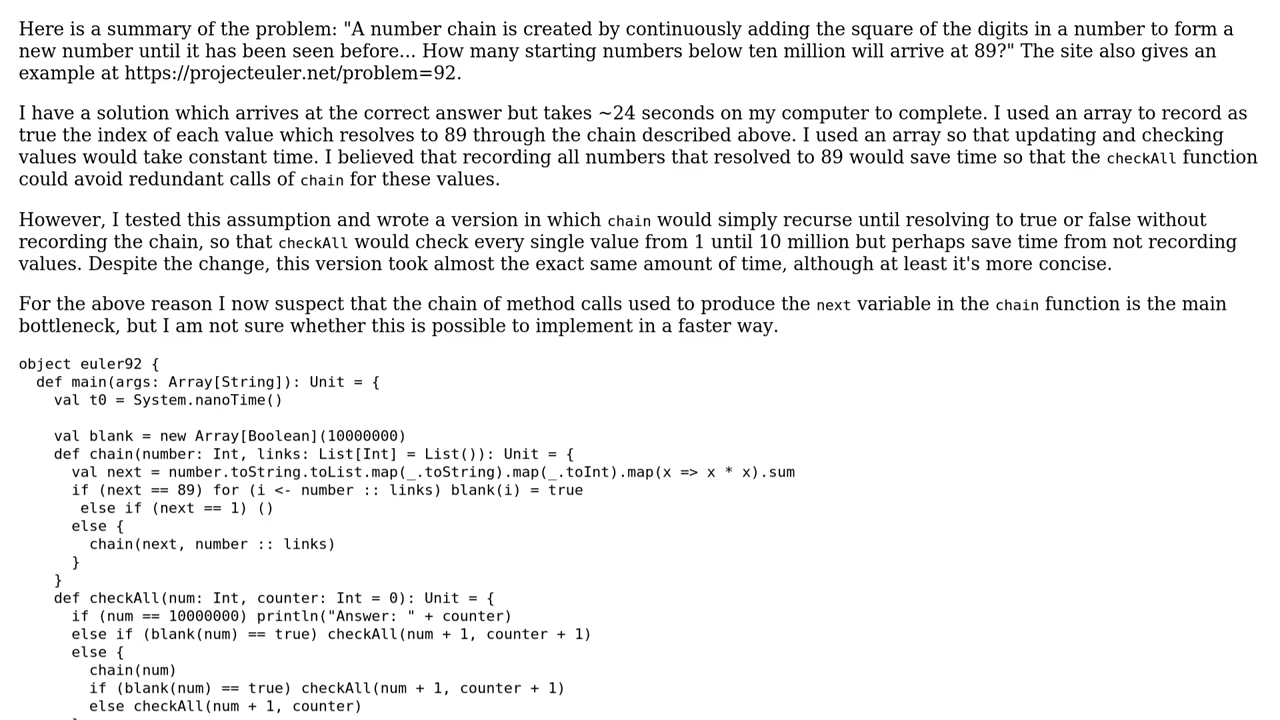 Here is a summary of the problem: "A number chain is created by continuously adding the square of the digits in a number to form a
new number until it has been seen before... How many starting numbers below ten million will arrive at 89?" The site also gives an
example at https://projecteuler.net/problem=92.
I have a solution which arrives at the correct answer but takes ~24 seconds on my computer to complete. I used an array to record as
true the index of each value which resolves to 89 through the chain described above. I used an array so that updating and checking
values would take constant time. I believed that recording all numbers that resolved to 89 would save time so that the checkAll function
could avoid redundant calls of chain for these values.
However, I tested this assumption and wrote a version in which chain would simply recurse until resolving to true or false without
recording the chain, so that checkAll would check every single value from 1 until 10 million but perhaps save time from not recording
values. Despite the change, this version took almost the exact same amount of time, although at least it's more concise.
For the above reason I now suspect that the chain of method calls used to produce the next variable in the chain function is the main
bottleneck, but I am not sure whether this is possible to implement in a faster way.
object euler92 {
  def main(args: Array[String]): Unit = {
    val t0 = System.nanoTime()
    val blank = new Array[Boolean](10000000)
    def chain(number: Int, links: List[Int] = List()): Unit = {
      val next = number.toString.toList.map(_.toString).map(_.toInt).map(x => x * x).sum
      if (next == 89) for (i <- number :: links) blank(i) = true
       else if (next == 1) ()
      else {
        chain(next, number :: links)
      }
    }
    def checkAll(num: Int, counter: Int = 0): Unit = {
      if (num == 10000000) println("Answer: " + counter)
      else if (blank(num) == true) checkAll(num + 1, counter + 1)
      else {
        chain(num)
        if (blank(num) == true) checkAll(num + 1, counter + 1)
        else checkAll(num + 1, counter)